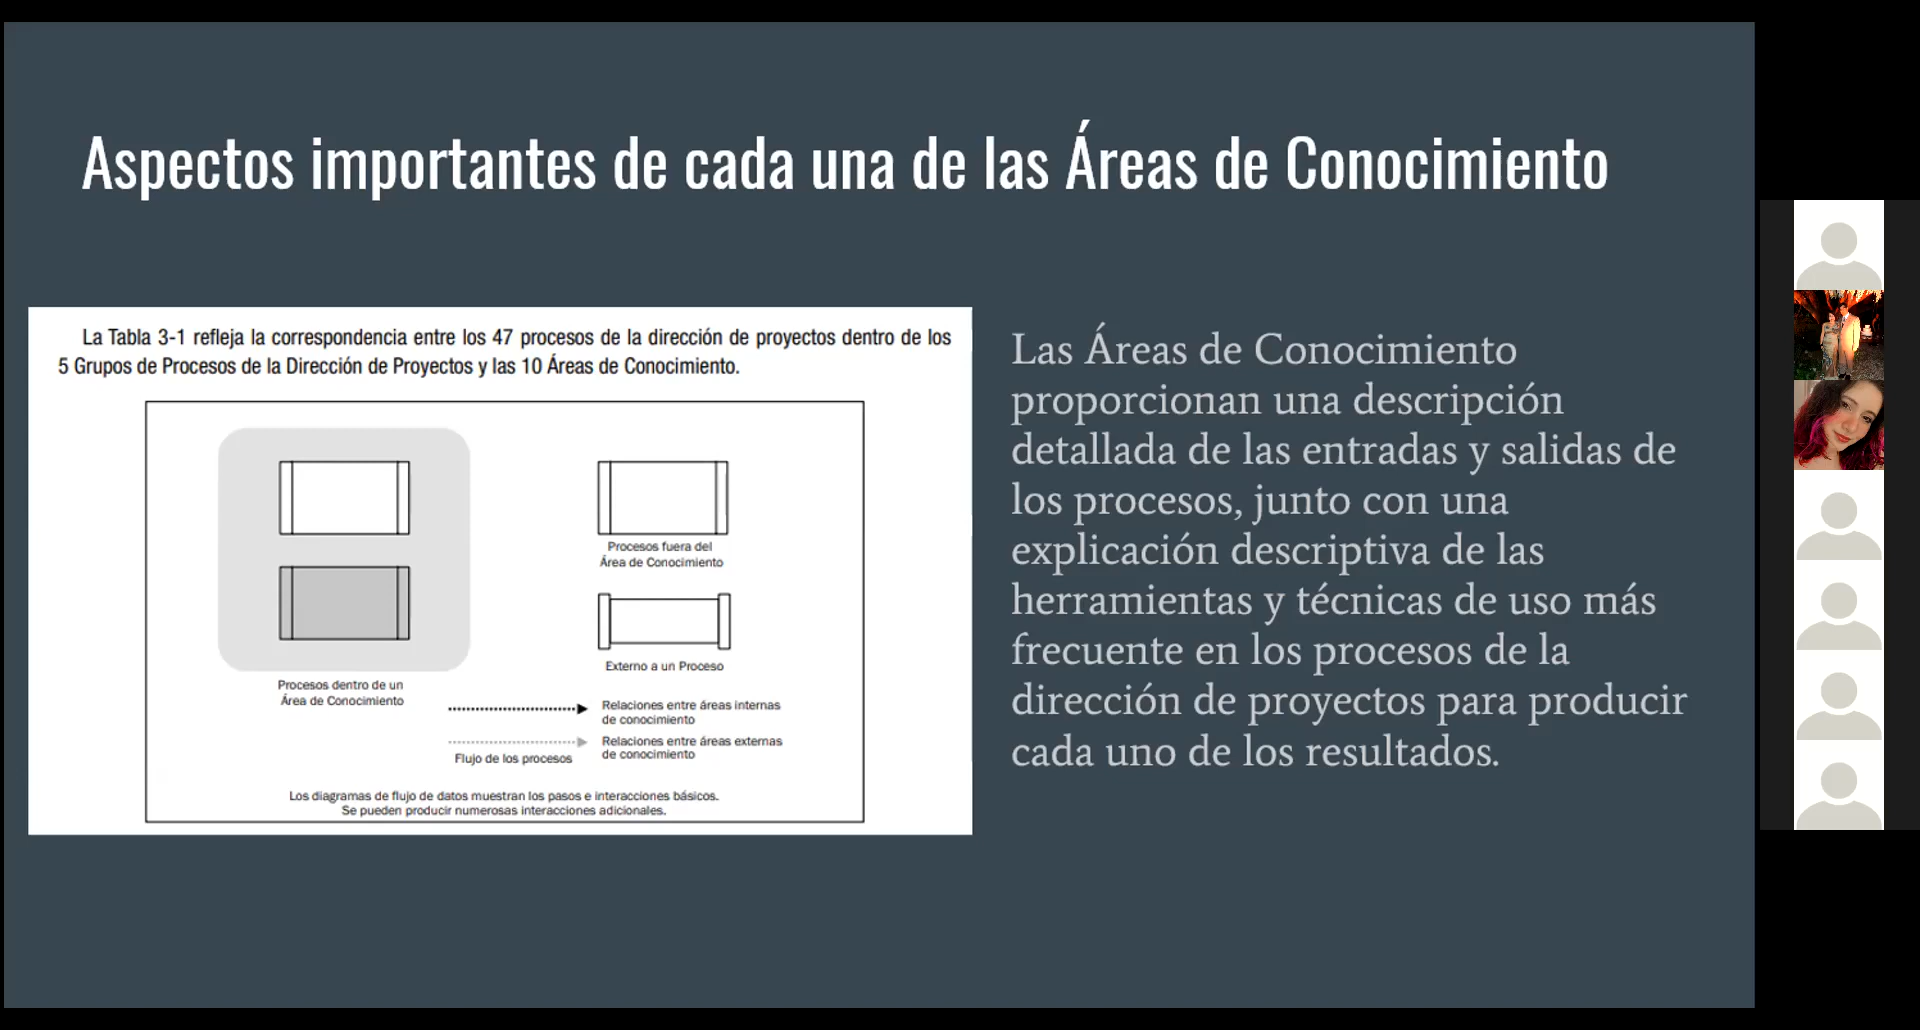 Aspectos importantes de cada una de las Áreas de Conocimiento
La Tabla 3-1 refleja la correspondencia entre los 47 procesos de la dirección de proyectos dentro de los
5 Grupos de Procesos de la Dirección de Proyectos y las 10 Áreas de Conocimiento.
Procesos dentro de un
Área de Conocimiento
Procesos fuera del
Área de Conocimiento
Externo a un Proceso
Relaciones entre áreas internas
de conocimiento
Relaciones entre áreas externas
de conocimiento
Flujo de los procesos
Los diagramas de flujo de datos muestran los pasos e interacciones básicos.
Se pueden producir numerosas interacciones adicionales.
Las Áreas de Conocimiento
proporcionan una descripción
detallada de las entradas y salidas de
los procesos, junto con una
explicación descriptiva de las
herramientas y técnicas de uso más
frecuente en los procesos de la
dirección de proyectos para producir
cada uno de los resultados.